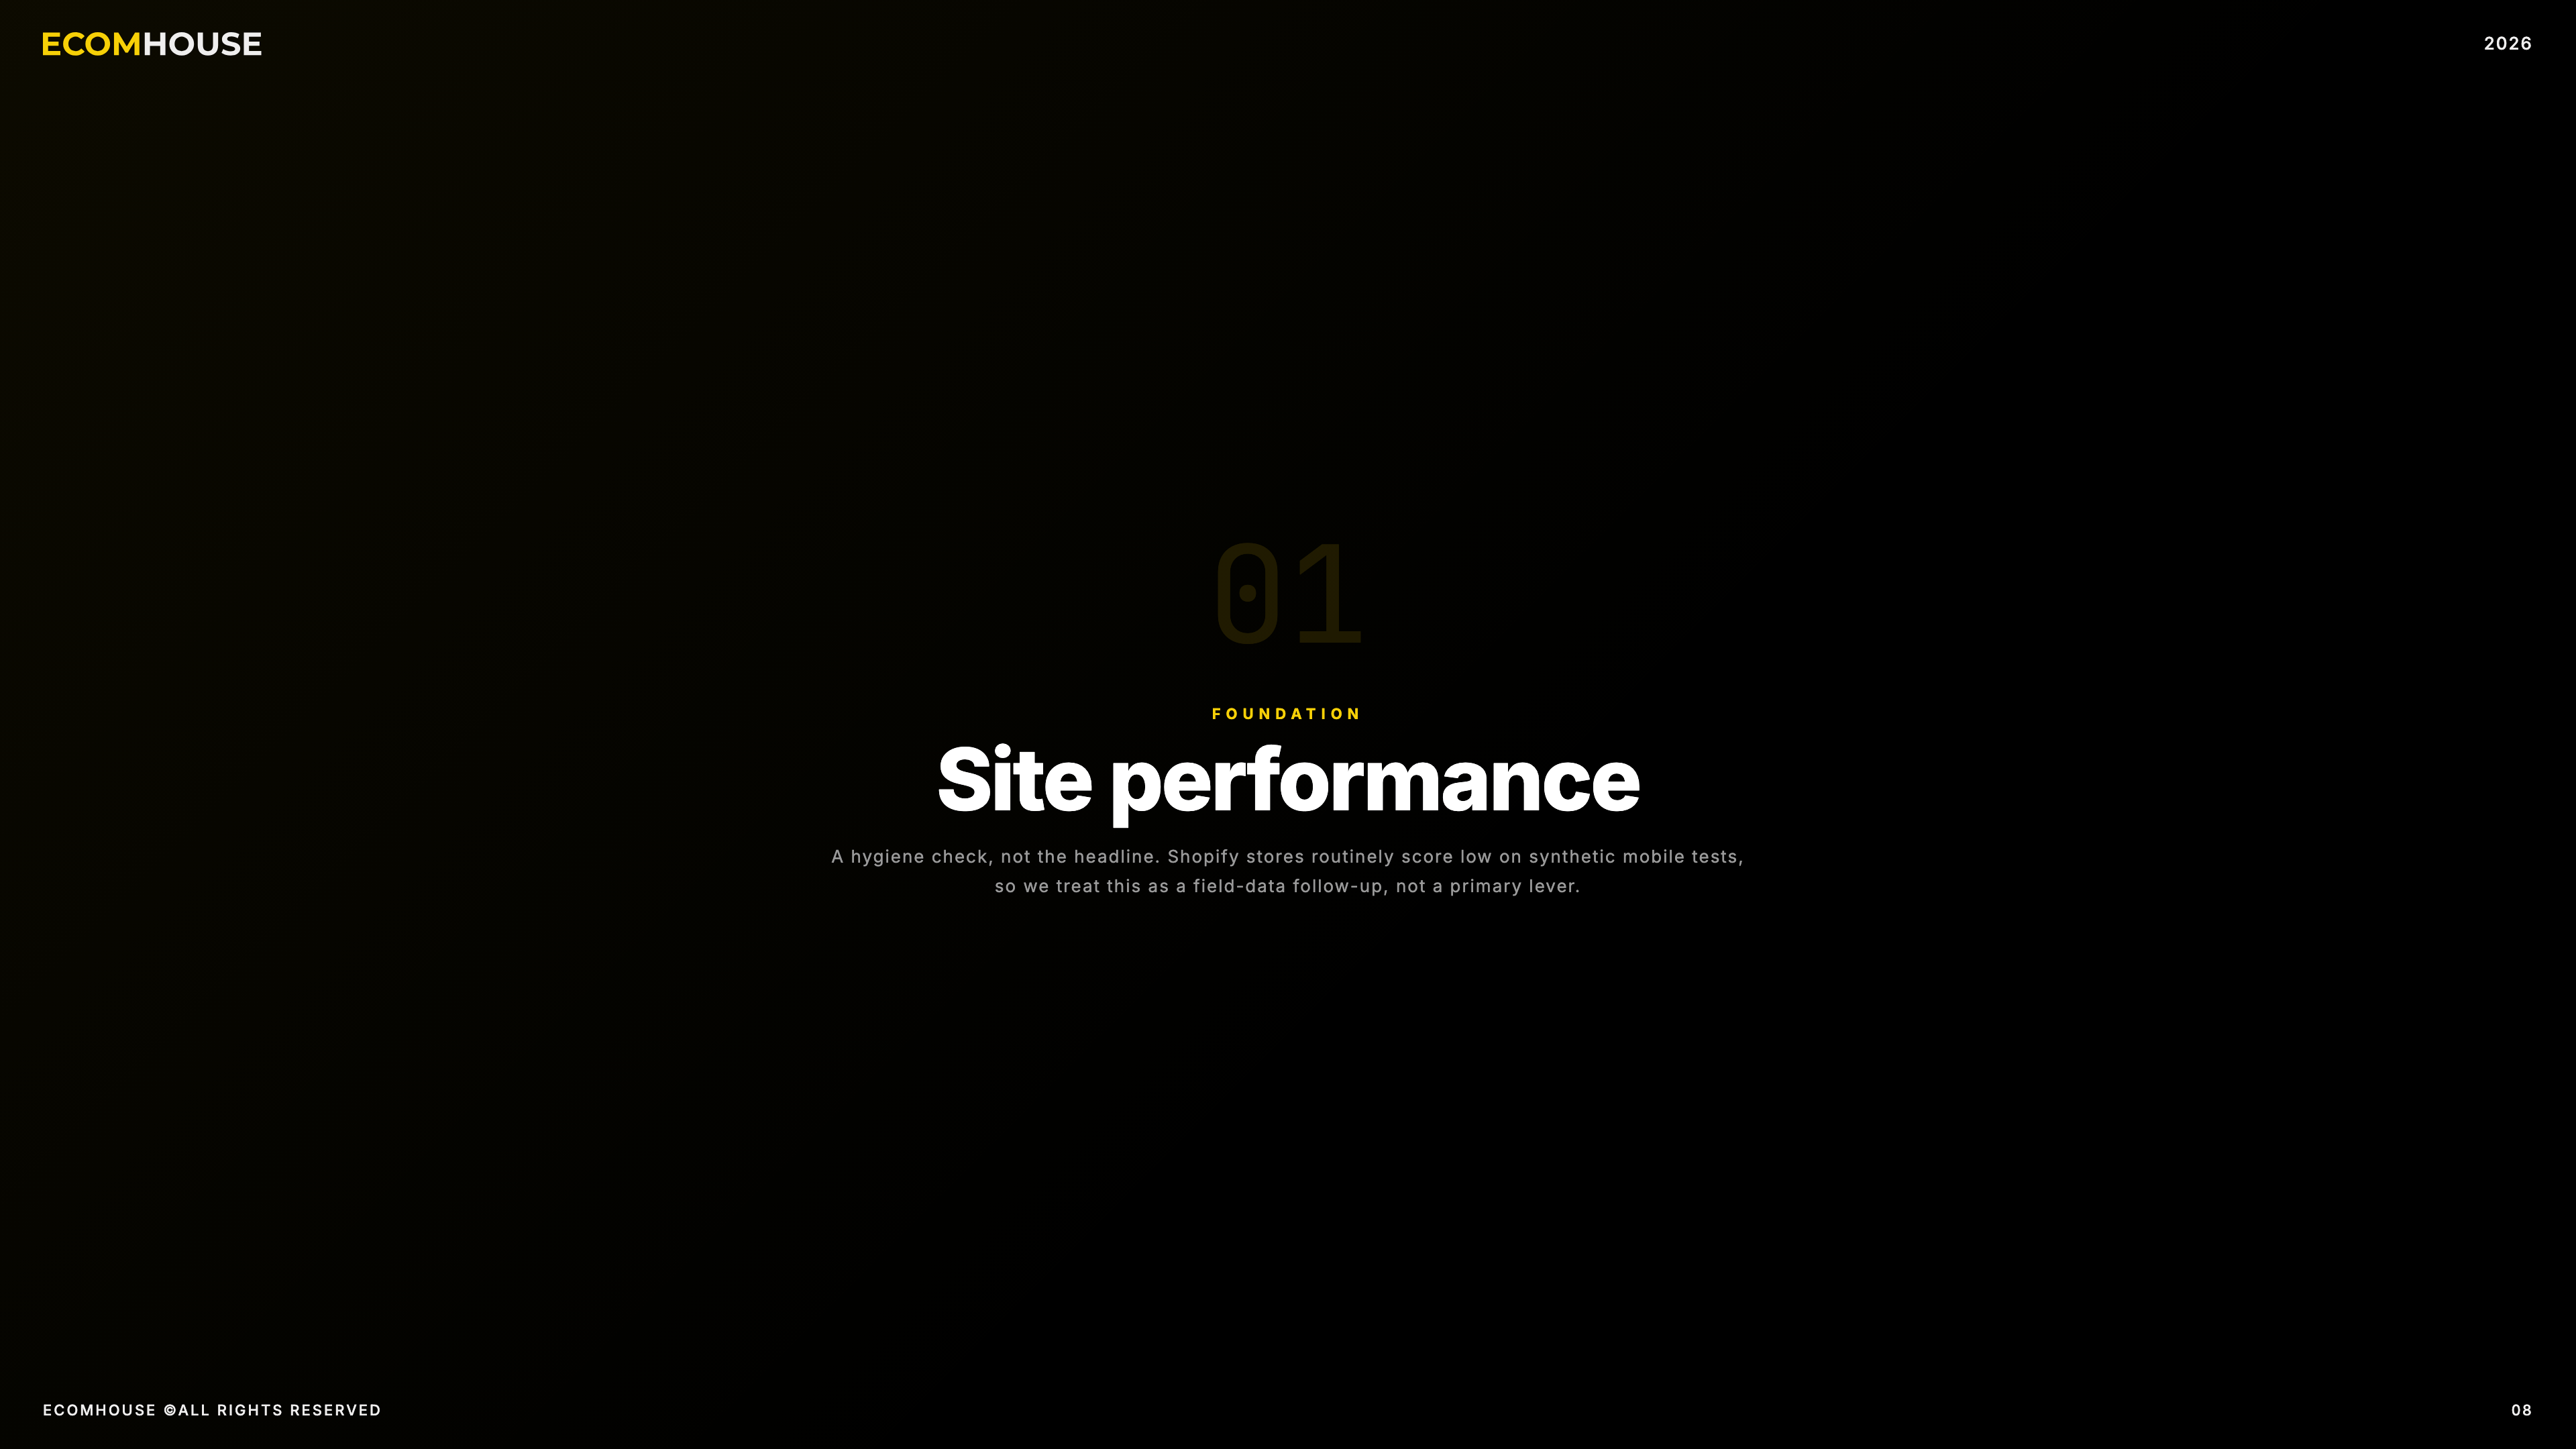 ECOMHOUSE
2026
01
FOUNDATION
Site performance
A hygiene check, not the headline. Shopify stores routinely score low on synthetic mobile tests,
so we treat this as a field-data follow-up, not a primary lever.
ECOMHOUSE ©ALL RIGHTS RESERVED
08